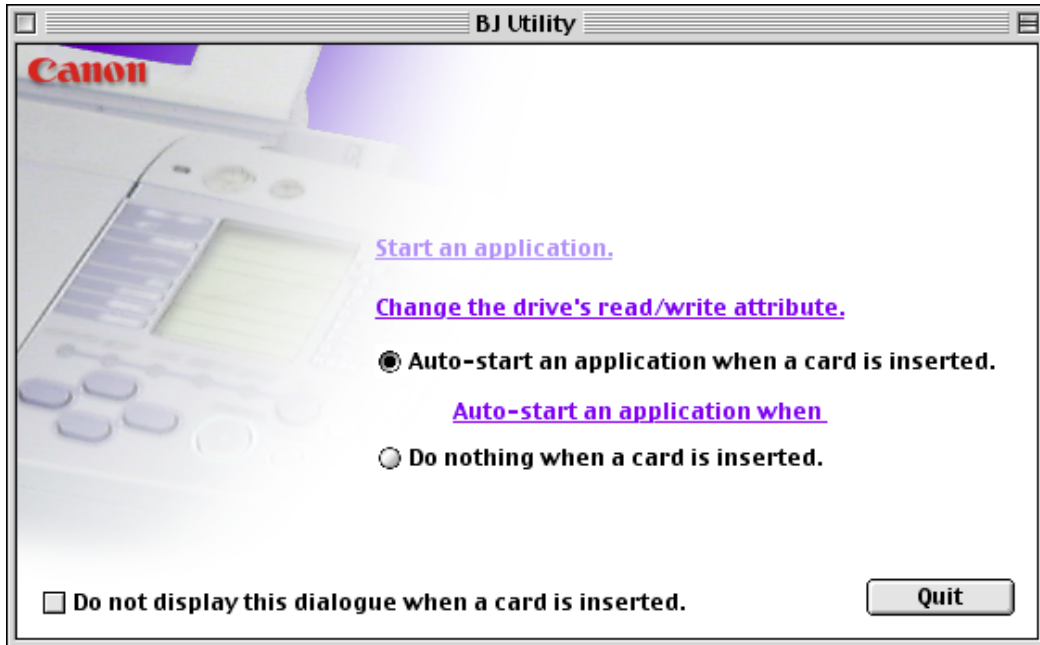 BJ Utility
Canon
Start an application.
Change the drive's read/write attribute.
Auto-start an application when a card is inserted.
Auto-start an application when
Do nothing when a card is inserted.
Do not display this dialogue when a card is inserted.
Quit